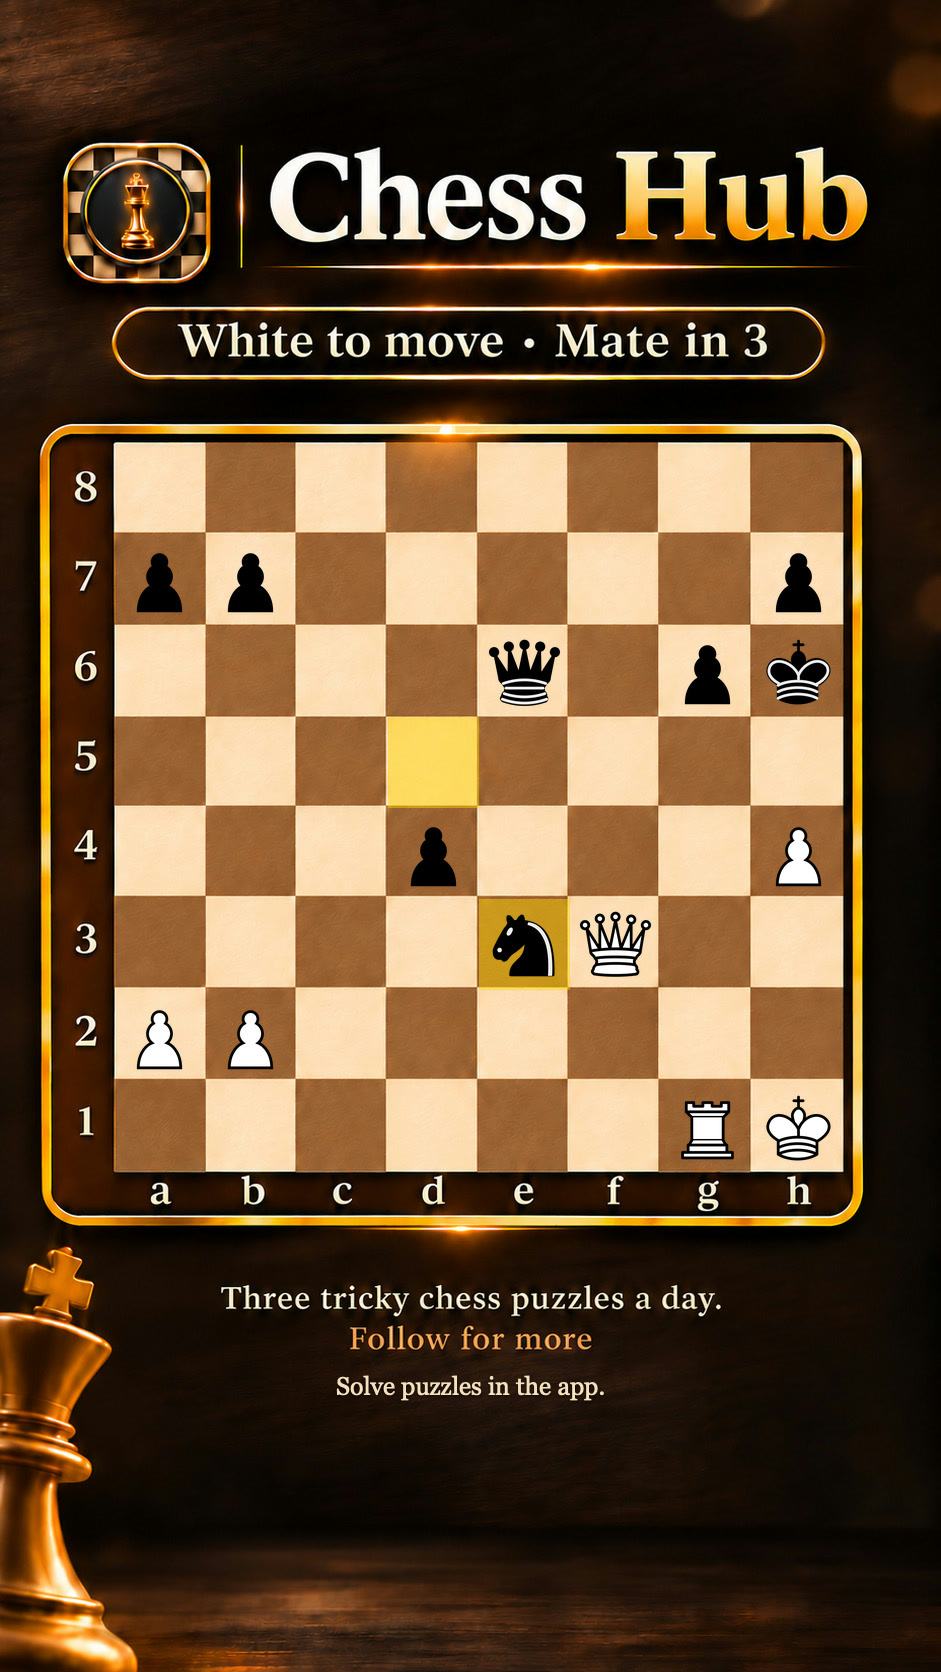 Chess Hub
White to move • Mate in 3
8
7
6
5
4
3
2
1
a b c d e f g h
Three tricky chess puzzles a day.
Follow for more
Solve puzzles in the app.